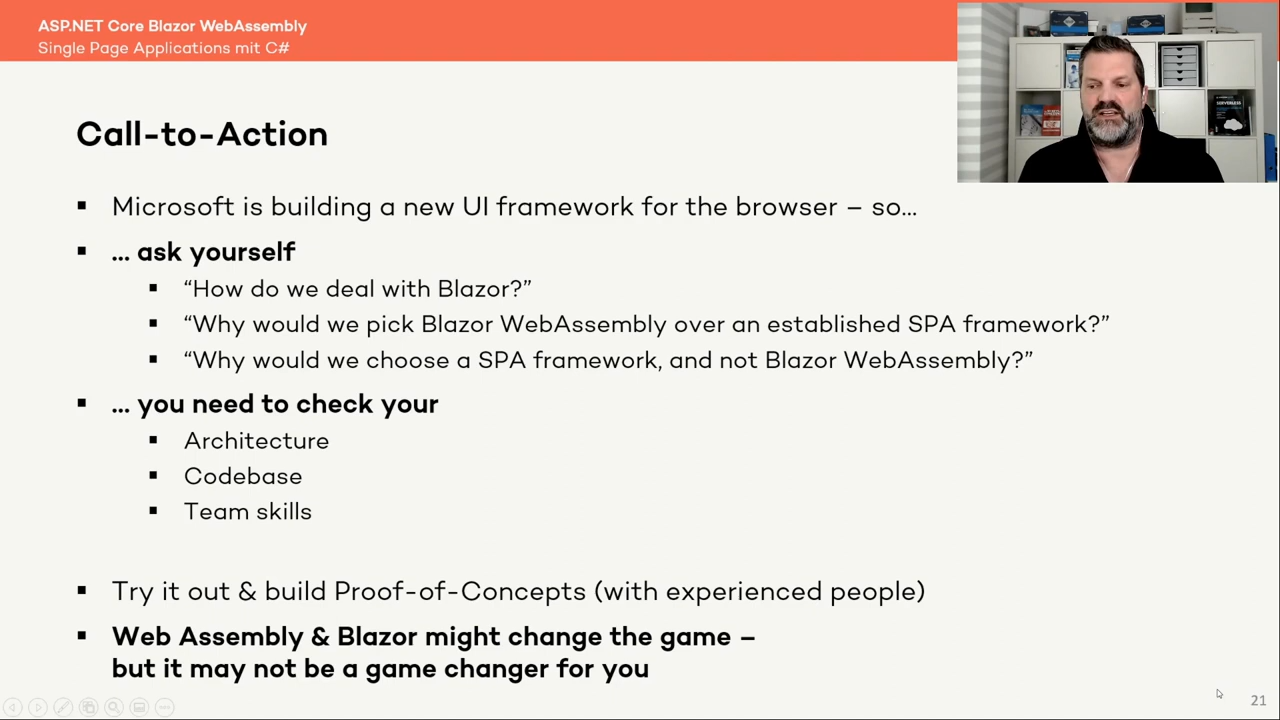 ASP.NET Core Blazor WebAssembly
Single Page Applications mit C#
Call-to-Action
▪ Microsoft is building a new UI framework for the browser – so…
▪ … ask yourself
▪ “How do we deal with Blazor?”
▪ “Why would we pick Blazor WebAssembly over an established SPA framework?”
▪ “Why would we choose a SPA framework, and not Blazor WebAssembly?”
▪ … you need to check your
▪ Architecture
▪ Codebase
▪ Team skills
▪ Try it out & build Proof-of-Concepts (with experienced people)
▪ Web Assembly & Blazor might change the game –
but it may not be a game changer for you
SERVERLESS
21